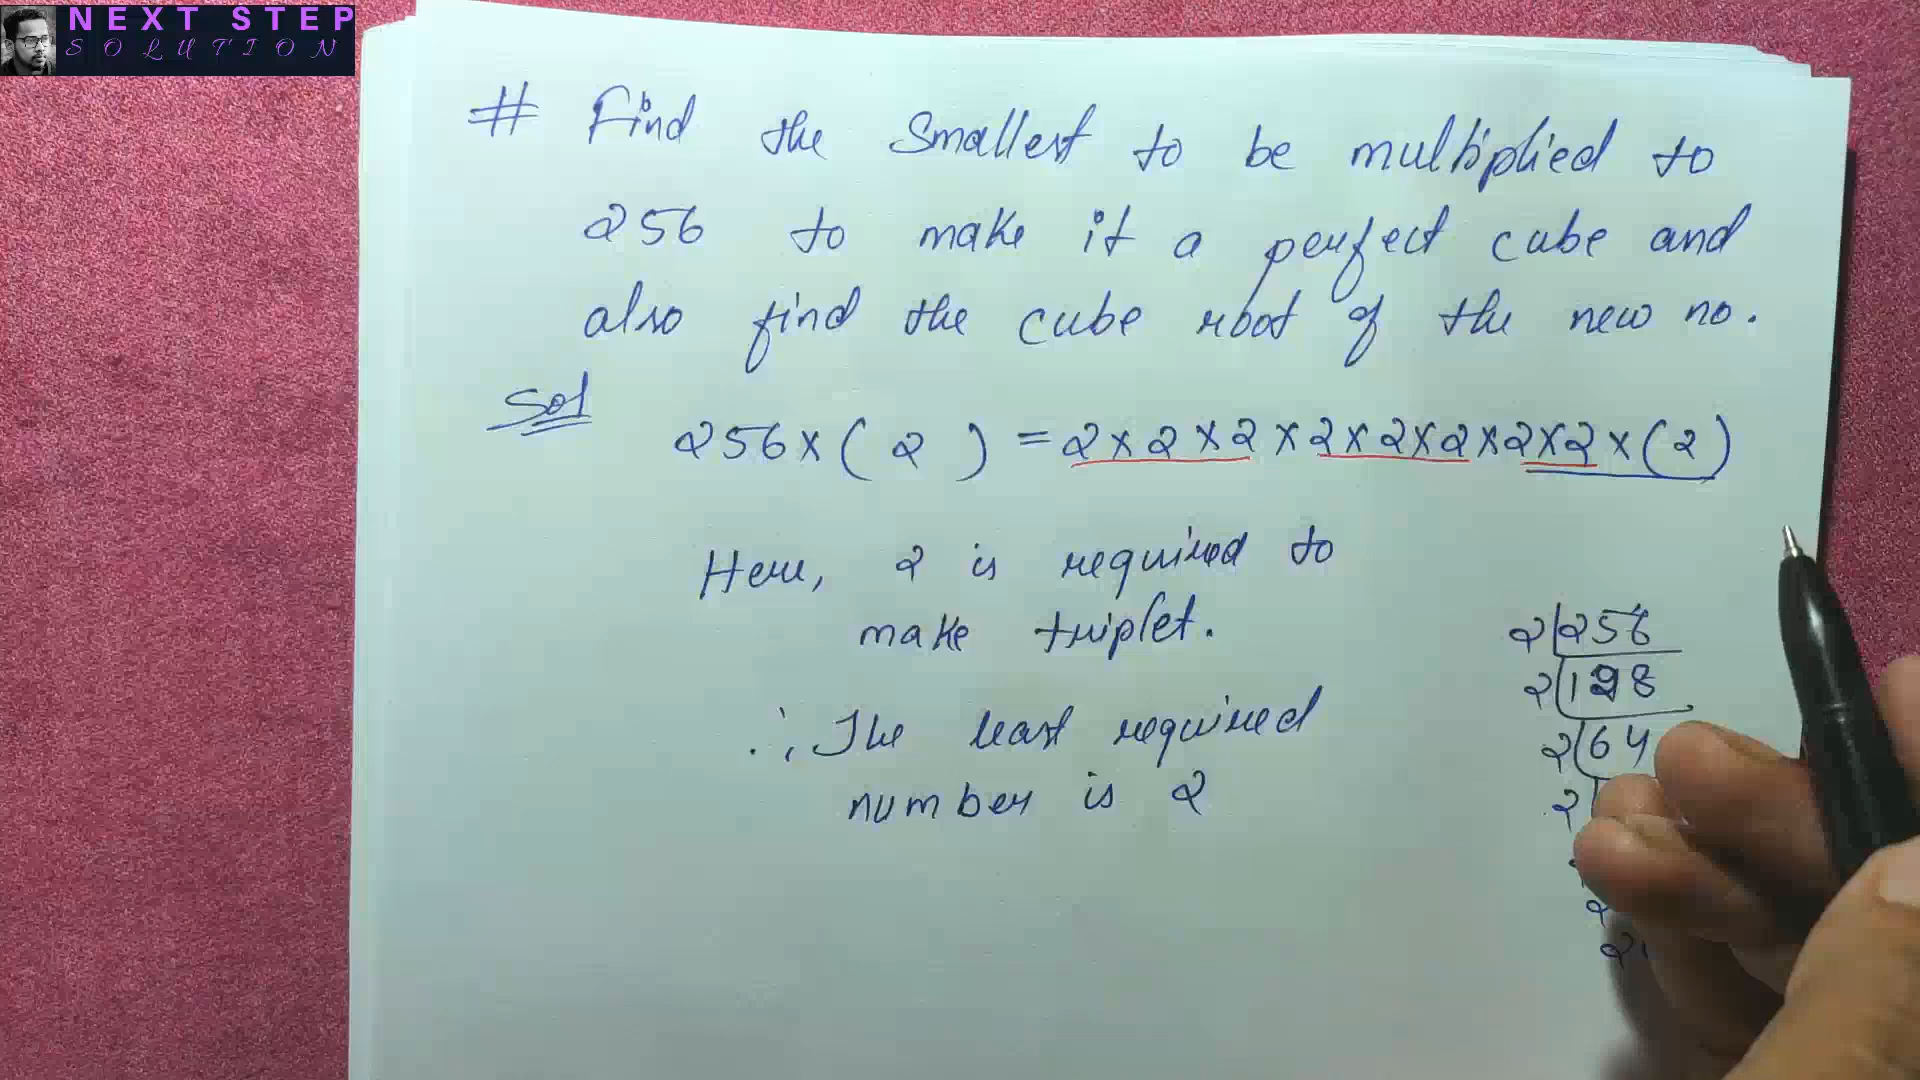 NEXT STEP
SOLUTION
# Find the Smallest to be multiplied to
256 to make it a perfect cube and
also find the cube root of the new no.
Sol
256 × ( 2 ) = 2 × 2 × 2 × 2 × 2 × 2 × 2 × 2 × (2)
Here, 2 is required to
make triplet.
∴ The least required
number is 2
2 | 256
2 | 128
2 | 64
2
2
2